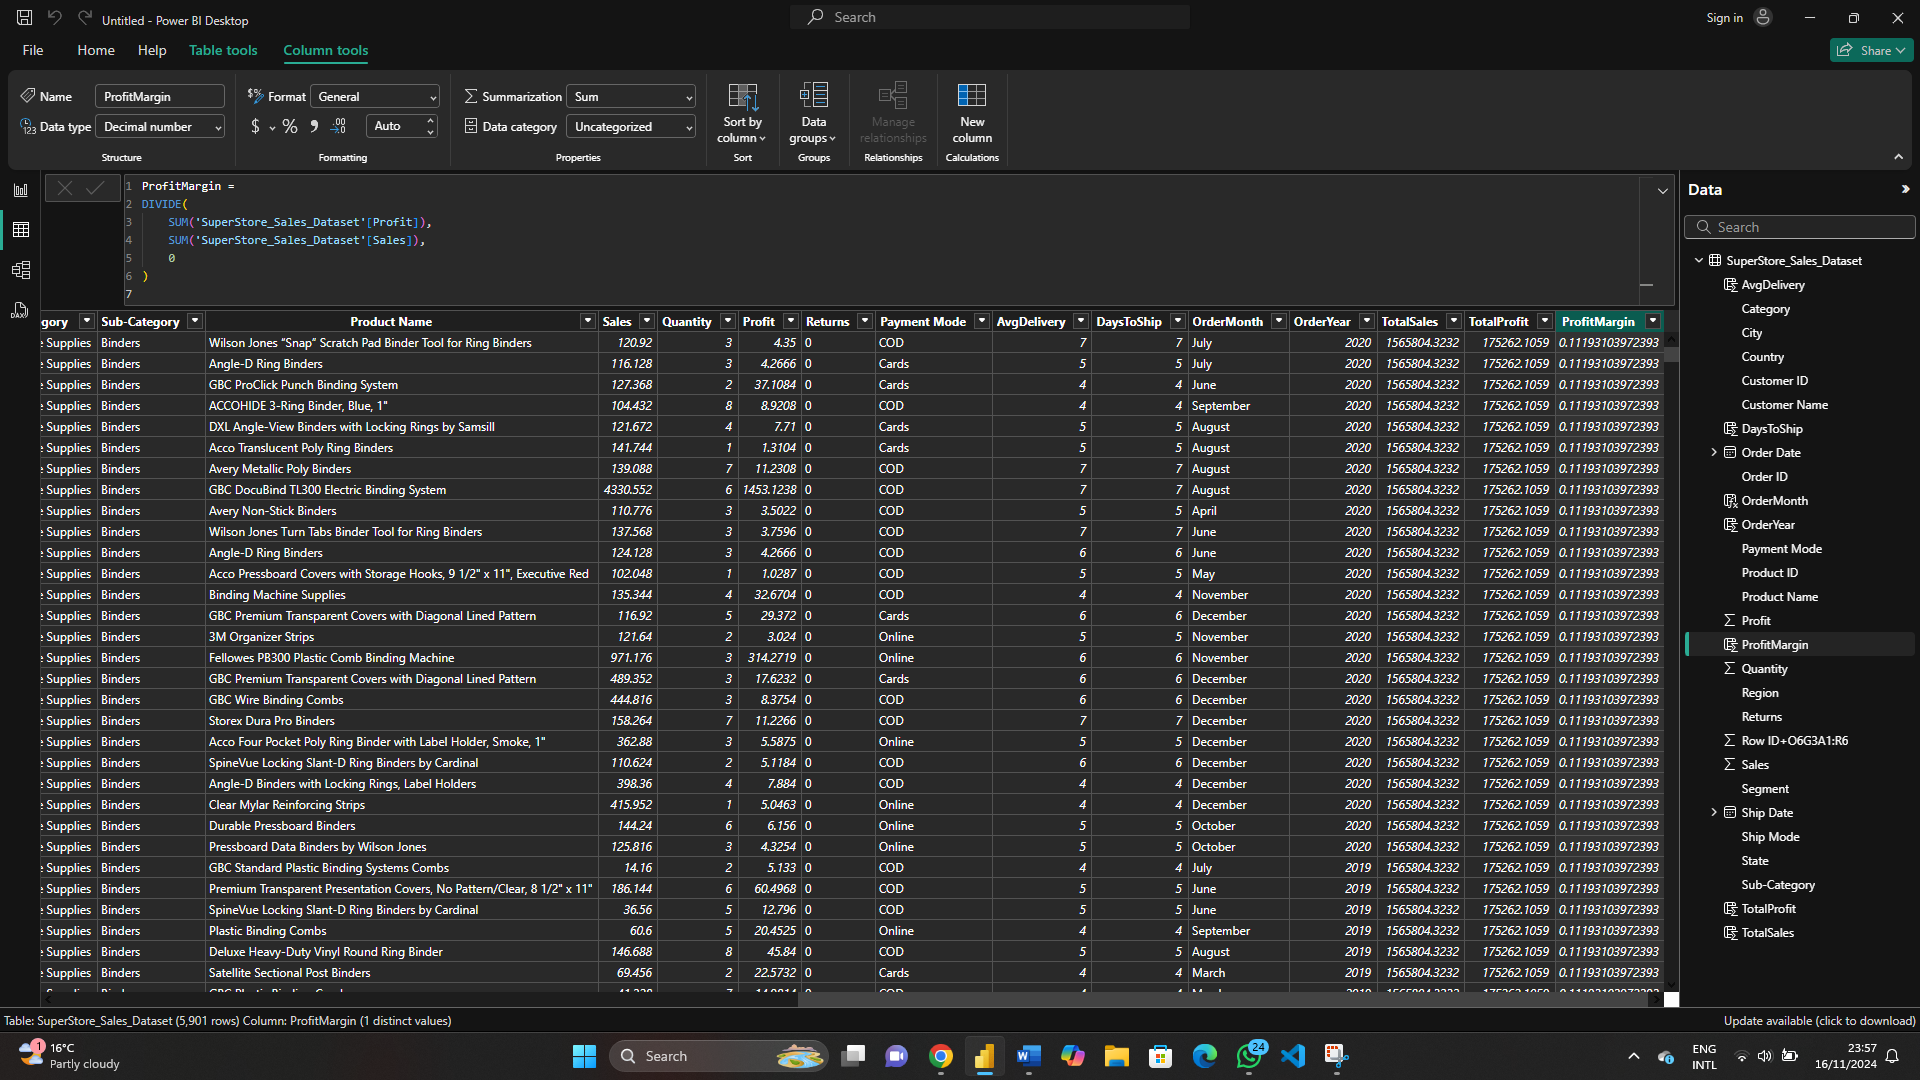 Untitled - Power BI Desktop
Search
Sign in
File Home Help Table tools Column tools
Share
Name ProfitMargin
Format General
Summarization Sum
Data type Decimal number
$ % Auto
Data category Uncategorized
Sort by column
Data groups
Manage relationships
New column
Structure Formatting Properties Sort Groups Relationships Calculations
1 ProfitMargin =
2 DIVIDE(
3 SUM('SuperStore_Sales_Dataset'[Profit]),
4 SUM('SuperStore_Sales_Dataset'[Sales]),
5 0
6 )
7
gory Sub-Category Product Name Sales Quantity Profit Returns Payment Mode AvgDelivery DaysToShip OrderMonth OrderYear TotalSales TotalProfit ProfitMargin
e Supplies Binders Wilson Jones “Snap” Scratch Pad Binder Tool for Ring Binders 120.92 3 4.35 0 COD 7 7 July 2020 1565804.3232 175262.1059 0.11193103972393
e Supplies Binders Angle-D Ring Binders 116.128 3 4.2666 0 Cards 5 5 July 2020 1565804.3232 175262.1059 0.11193103972393
e Supplies Binders GBC ProClick Punch Binding System 127.368 2 37.1084 0 Cards 4 4 June 2020 1565804.3232 175262.1059 0.11193103972393
e Supplies Binders ACCOHIDE 3-Ring Binder, Blue, 1" 104.432 8 8.9208 0 COD 4 4 September 2020 1565804.3232 175262.1059 0.11193103972393
e Supplies Binders DXL Angle-View Binders with Locking Rings by Samsill 121.672 4 7.71 0 Cards 5 5 August 2020 1565804.3232 175262.1059 0.11193103972393
e Supplies Binders Acco Translucent Poly Ring Binders 141.744 1 1.3104 0 Cards 5 5 August 2020 1565804.3232 175262.1059 0.11193103972393
e Supplies Binders Avery Metallic Poly Binders 139.088 7 11.2308 0 COD 7 7 August 2020 1565804.3232 175262.1059 0.11193103972393
e Supplies Binders GBC DocuBind TL300 Electric Binding System 4330.552 6 1453.1238 0 COD 7 7 August 2020 1565804.3232 175262.1059 0.11193103972393
e Supplies Binders Avery Non-Stick Binders 110.776 3 3.5022 0 COD 5 5 April 2020 1565804.3232 175262.1059 0.11193103972393
e Supplies Binders Wilson Jones Turn Tabs Binder Tool for Ring Binders 137.568 3 3.7596 0 COD 7 7 June 2020 1565804.3232 175262.1059 0.11193103972393
e Supplies Binders Angle-D Ring Binders 124.128 3 4.2666 0 COD 6 6 June 2020 1565804.3232 175262.1059 0.11193103972393
e Supplies Binders Acco Pressboard Covers with Storage Hooks, 9 1/2" x 11", Executive Red 102.048 1 1.0287 0 COD 5 5 May 2020 1565804.3232 175262.1059 0.11193103972393
e Supplies Binders Binding Machine Supplies 135.344 4 32.6704 0 COD 4 4 November 2020 1565804.3232 175262.1059 0.11193103972393
e Supplies Binders GBC Premium Transparent Covers with Diagonal Lined Pattern 116.92 5 29.372 0 Cards 6 6 December 2020 1565804.3232 175262.1059 0.11193103972393
e Supplies Binders 3M Organizer Strips 121.64 2 3.024 0 Online 5 5 November 2020 1565804.3232 175262.1059 0.11193103972393
e Supplies Binders Fellowes PB300 Plastic Comb Binding Machine 971.176 3 314.2719 0 Online 6 6 November 2020 1565804.3232 175262.1059 0.11193103972393
e Supplies Binders GBC Premium Transparent Covers with Diagonal Lined Pattern 489.352 3 17.6232 0 Cards 6 6 December 2020 1565804.3232 175262.1059 0.11193103972393
e Supplies Binders GBC Wire Binding Combs 444.816 3 8.3754 0 COD 6 6 December 2020 1565804.3232 175262.1059 0.11193103972393
e Supplies Binders Storex Dura Pro Binders 158.264 7 11.2266 0 COD 7 7 December 2020 1565804.3232 175262.1059 0.11193103972393
e Supplies Binders Acco Four Pocket Poly Ring Binder with Label Holder, Smoke, 1" 362.88 3 5.5875 0 Online 5 5 December 2020 1565804.3232 175262.1059 0.11193103972393
e Supplies Binders SpineVue Locking Slant-D Ring Binders by Cardinal 110.624 2 5.1184 0 COD 6 6 December 2020 1565804.3232 175262.1059 0.11193103972393
e Supplies Binders Angle-D Binders with Locking Rings, Label Holders 398.36 4 7.884 0 COD 4 4 December 2020 1565804.3232 175262.1059 0.11193103972393
e Supplies Binders Clear Mylar Reinforcing Strips 415.952 1 5.0463 0 Online 4 4 December 2020 1565804.3232 175262.1059 0.11193103972393
e Supplies Binders Durable Pressboard Binders 144.24 6 6.156 0 Online 5 5 October 2020 1565804.3232 175262.1059 0.11193103972393
e Supplies Binders Pressboard Data Binders by Wilson Jones 125.816 3 4.3254 0 Online 5 5 October 2020 1565804.3232 175262.1059 0.11193103972393
e Supplies Binders GBC Standard Plastic Binding Systems Combs 14.16 2 5.133 0 COD 4 4 July 2019 1565804.3232 175262.1059 0.11193103972393
e Supplies Binders Premium Transparent Presentation Covers, No Pattern/Clear, 8 1/2" x 11" 186.144 6 60.4968 0 COD 5 5 June 2019 1565804.3232 175262.1059 0.11193103972393
e Supplies Binders SpineVue Locking Slant-D Ring Binders by Cardinal 36.56 5 12.796 0 COD 5 5 June 2019 1565804.3232 175262.1059 0.11193103972393
e Supplies Binders Plastic Binding Combs 60.6 5 20.4525 0 Online 4 4 September 2019 1565804.3232 175262.1059 0.11193103972393
e Supplies Binders Deluxe Heavy-Duty Vinyl Round Ring Binder 146.688 8 45.84 0 COD 5 5 August 2019 1565804.3232 175262.1059 0.11193103972393
e Supplies Binders Satellite Sectional Post Binders 69.456 2 22.5732 0 Cards 4 4 March 2019 1565804.3232 175262.1059 0.11193103972393
Data
Search
SuperStore_Sales_Dataset
AvgDelivery
Category
City
Country
Customer ID
Customer Name
DaysToShip
Order Date
Order ID
OrderMonth
OrderYear
Payment Mode
Product ID
Product Name
Profit
ProfitMargin
Quantity
Region
Returns
Row ID+O6G3A1:R6
Sales
Segment
Ship Date
Ship Mode
State
Sub-Category
TotalProfit
TotalSales
Table: SuperStore_Sales_Dataset (5,901 rows) Column: ProfitMargin (1 distinct values)
Update available (click to download)
1
16°C
Partly cloudy
Search
24
ENG
INTL
23:57
16/11/2024